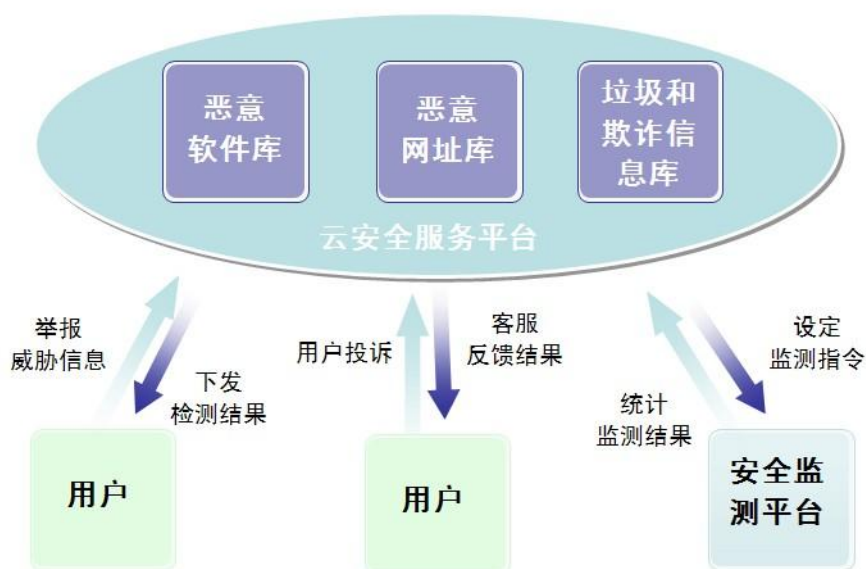 恶意
软件库
恶意
网址库
垃圾和
欺诈信
息库
云安全服务平台
举报
威胁信息
下发
检测结果
用户投诉
客服
反馈结果
设定
监测指令
统计
监测结果
用户
用户
安全监
测平台